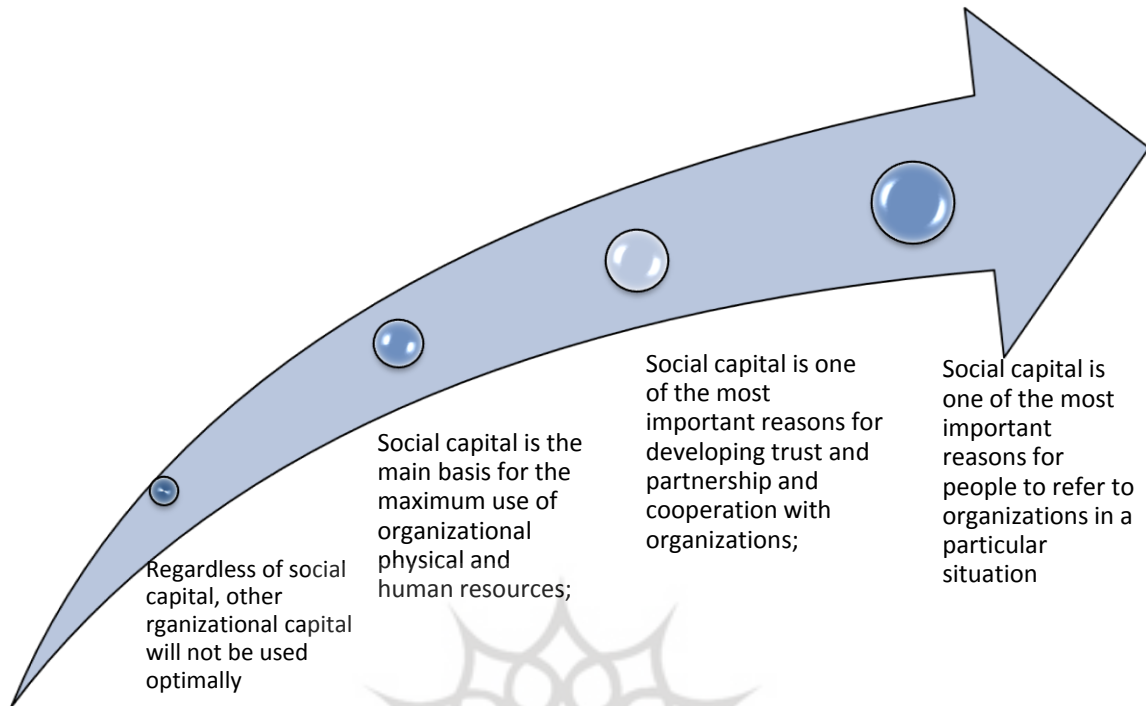 Regardless of social
capital, other
rganizational capital
will not be used
optimally
Social capital is the
main basis for the
maximum use of
organizational
physical and
human resources;
Social capital is one
of the most
important reasons for
developing trust and
partnership and
cooperation with
organizations;
Social capital is
one of the most
important
reasons for
people to refer to
organizations in a
particular
situation